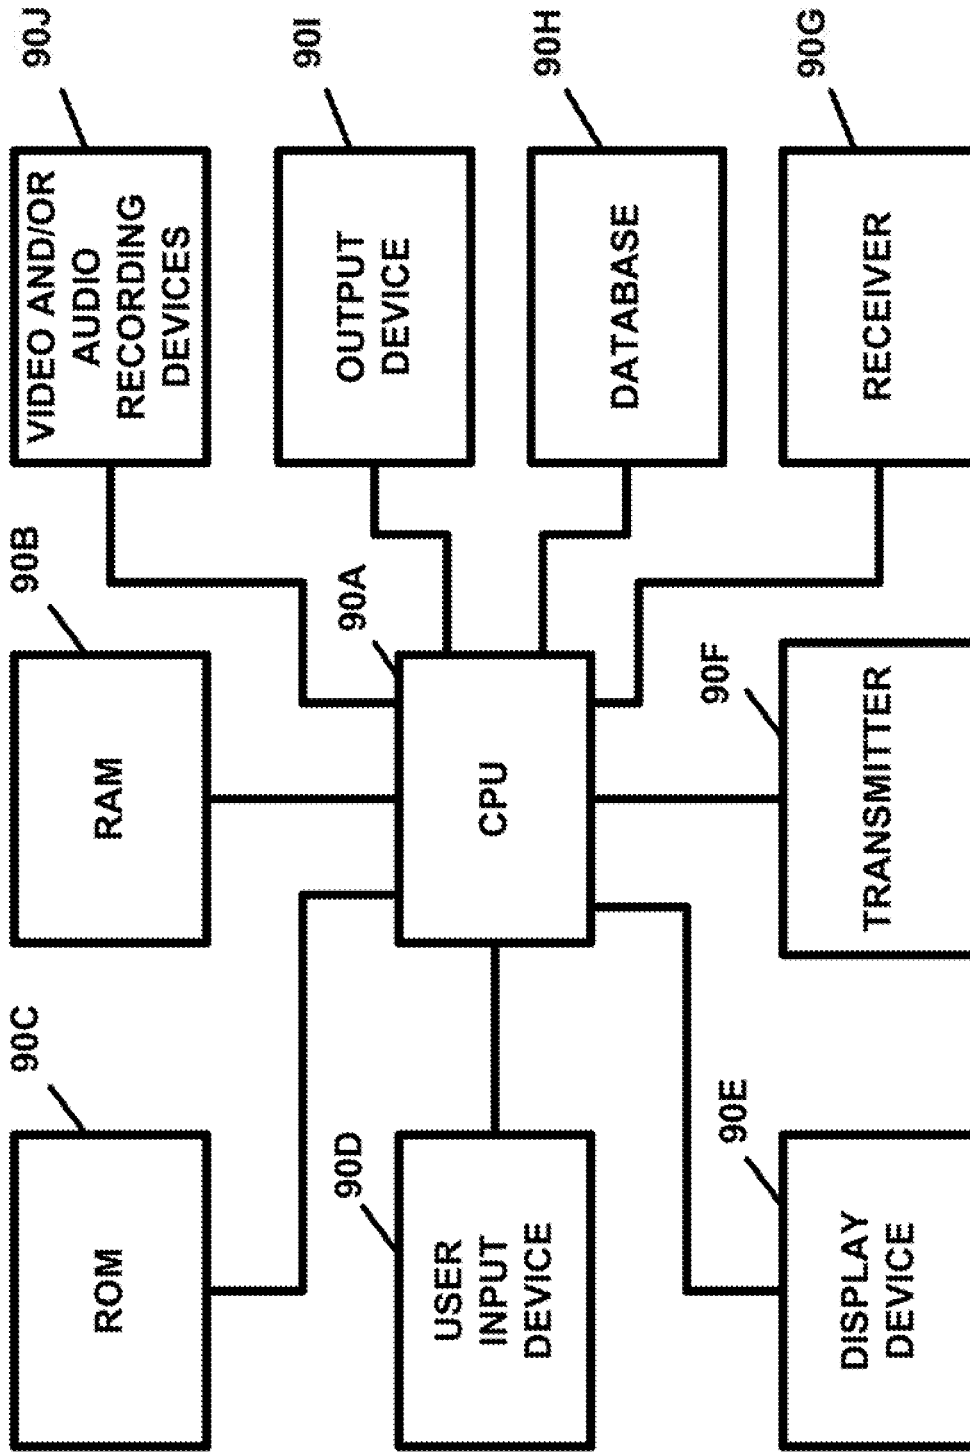 90C
ROM
90B
RAM
90J
VIDEO AND/OR
AUDIO
RECORDING
DEVICES
90D
USER
INPUT
DEVICE
90A
CPU
90I
OUTPUT
DEVICE
90H
DATABASE
90E
DISPLAY
DEVICE
90F
TRANSMITTER
90G
RECEIVER